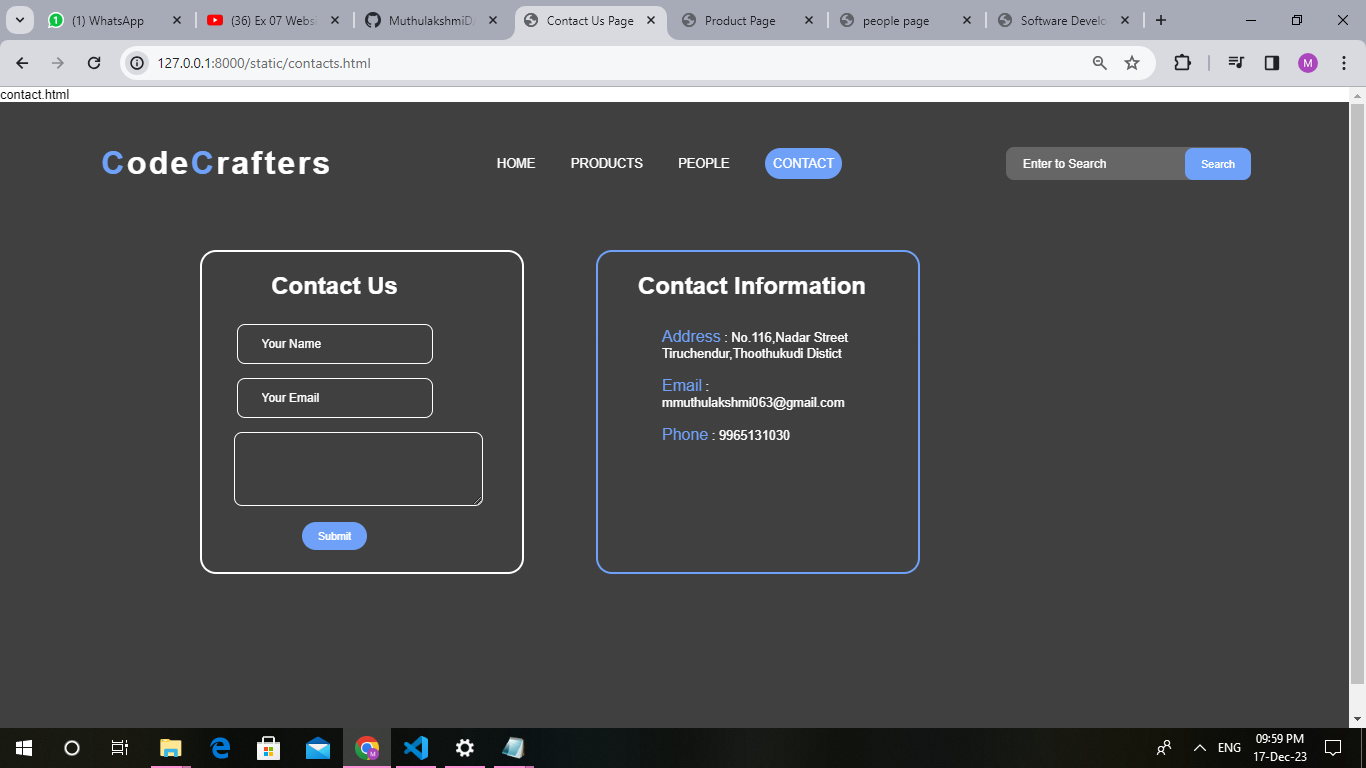 (1) WhatsApp
(36) Ex 07 Websi
MuthulakshmiD
Contact Us Page
Product Page
people page
Software Develo
127.0.0.1:8000/static/contacts.html
M
contact.html
CodeCrafters
HOME
PRODUCTS
PEOPLE
CONTACT
Enter to Search
Search
Contact Us
Your Name
Your Email
Submit
Contact Information
Address : No.116,Nadar Street
Tiruchendur,Thoothukudi Distict
Email :
mmuthulakshmi063@gmail.com
Phone : 9965131030
ENG
09:59 PM
17-Dec-23